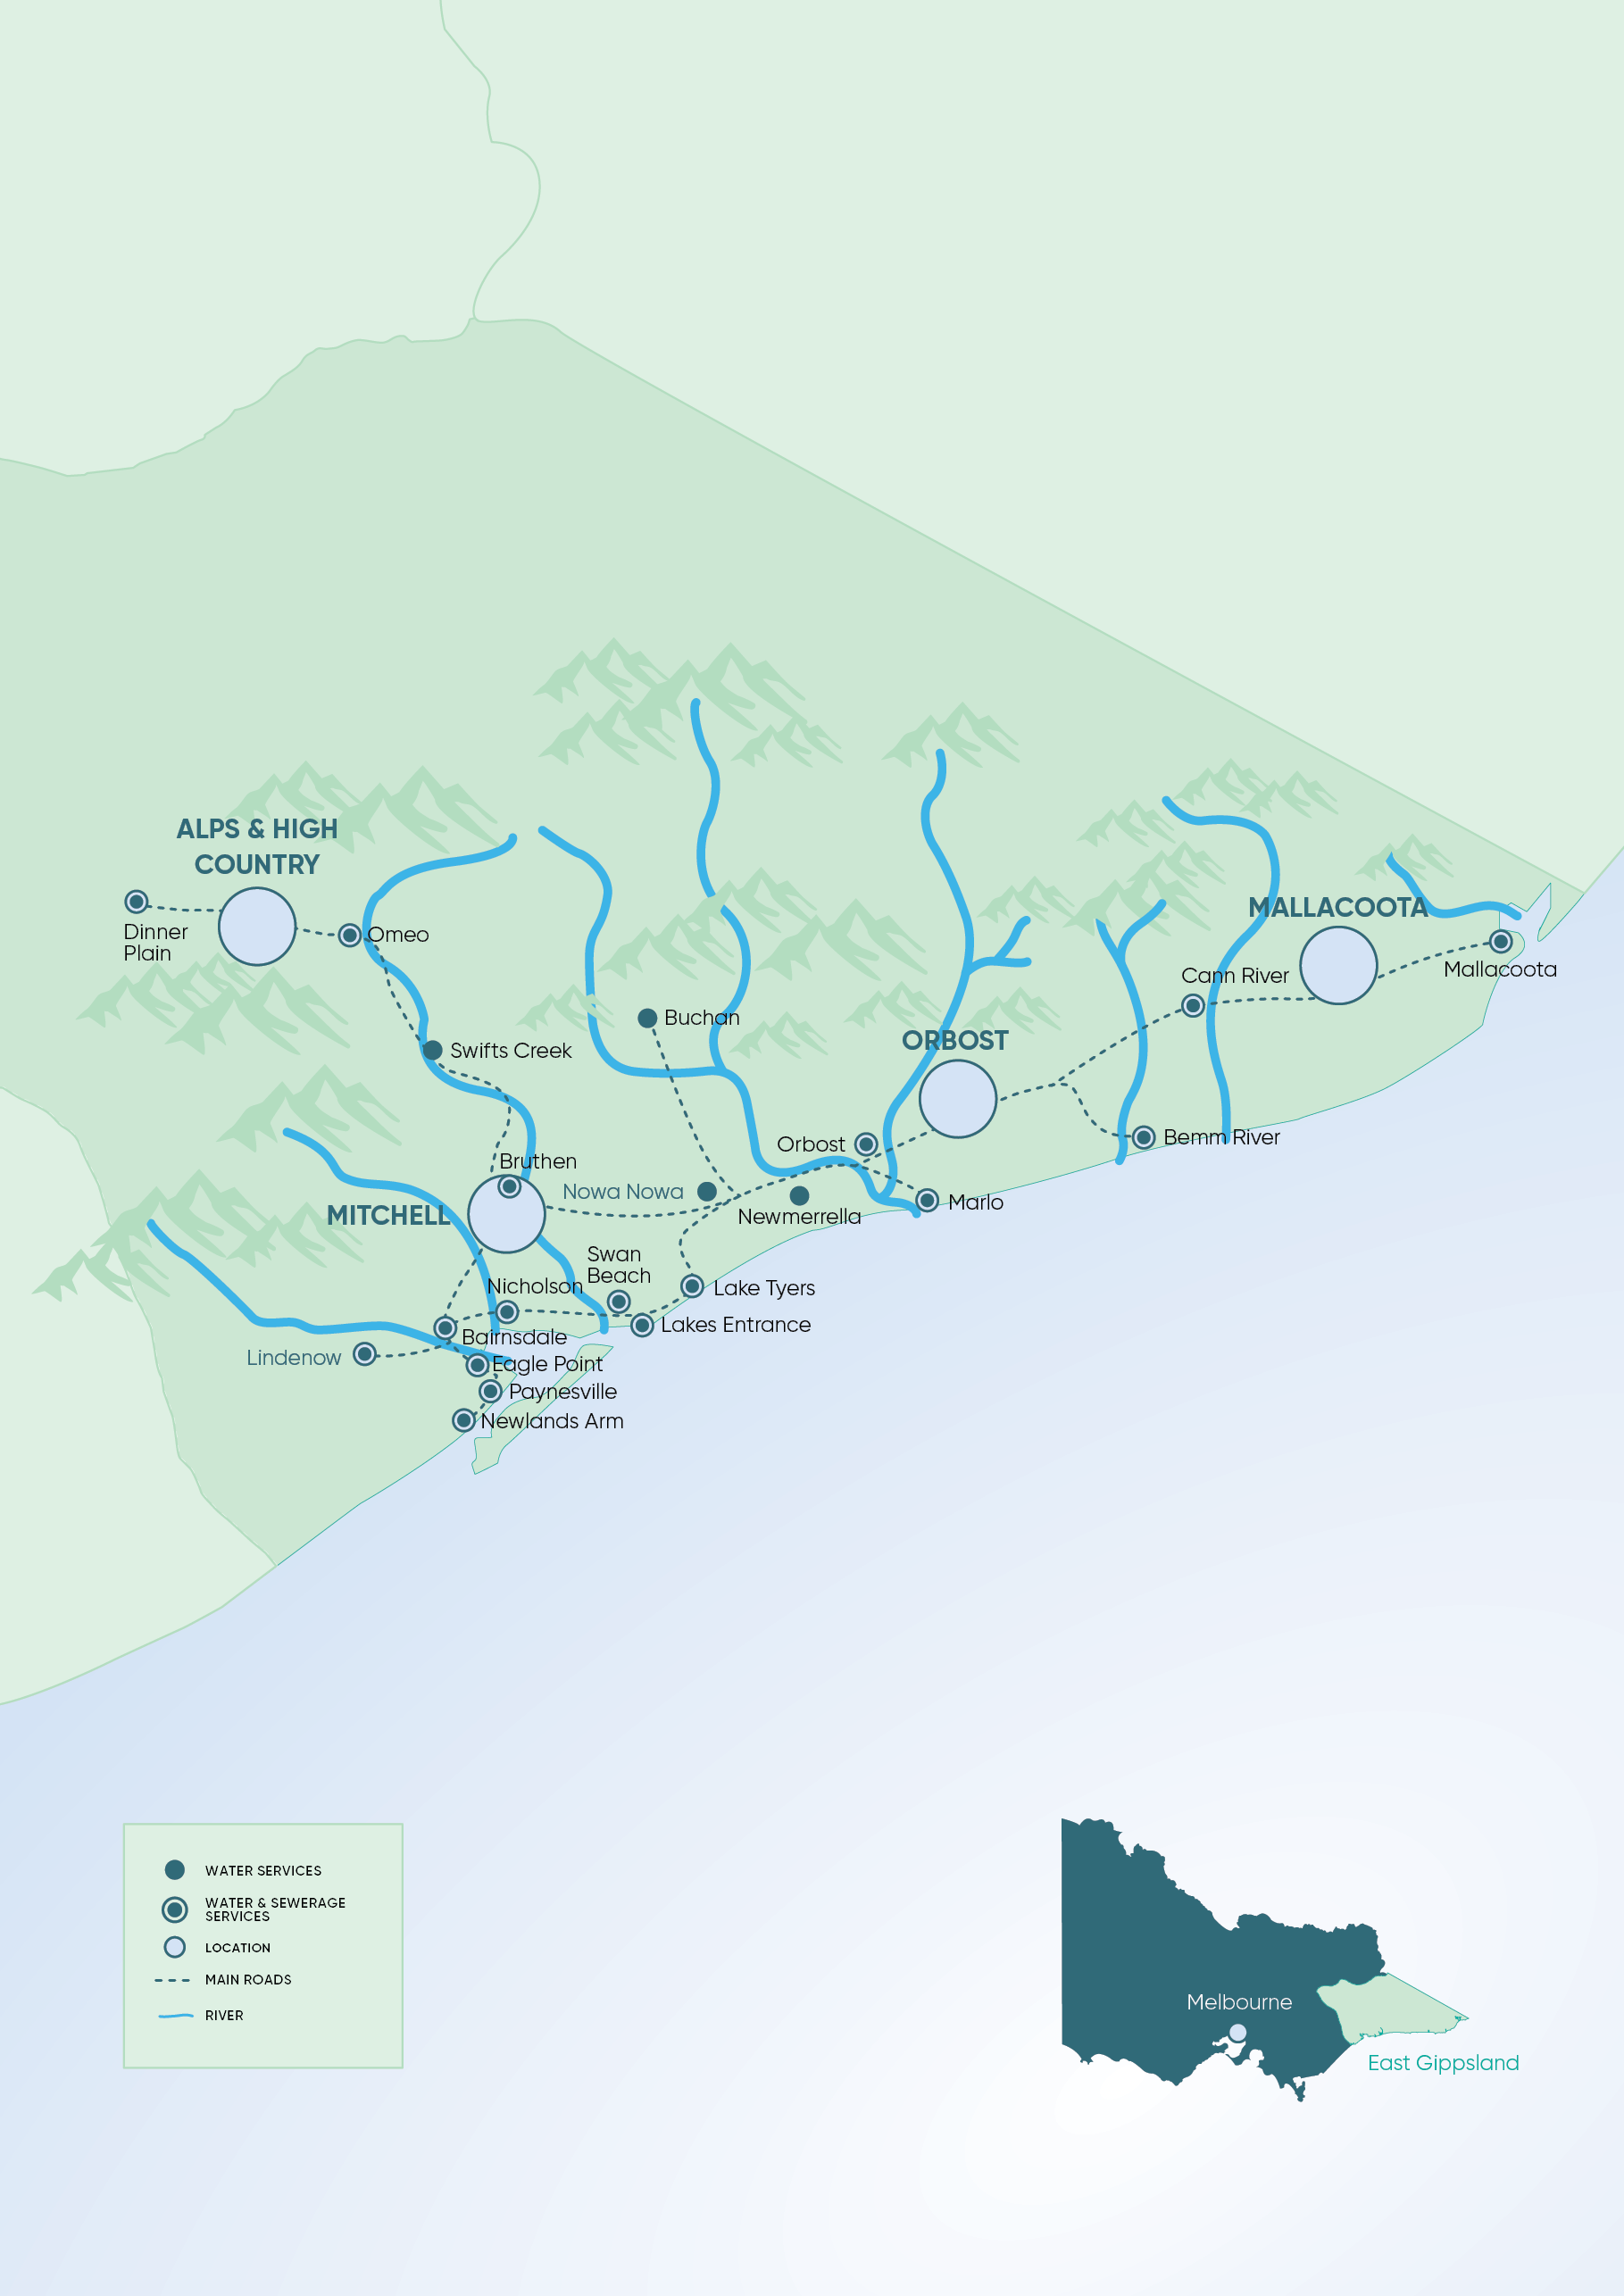 ALPS & HIGH
COUNTRY
Dinner
Plain
Omeo
MALLACOOTA
Mallacoota
Cann River
Buchan
Swifts Creek
ORBOST
Orbost
Bemm River
Bruthen
Nowa Nowa
Newmerrella
Marlo
MITCHELL
Swan
Beach
Nicholson
Lake Tyers
Lakes Entrance
Bairnsdale
Lindenow
Eagle Point
Paynesville
Newlands Arm
WATER SERVICES
WATER & SEWERAGE
SERVICES
LOCATION
MAIN ROADS
RIVER
Melbourne
East Gippsland